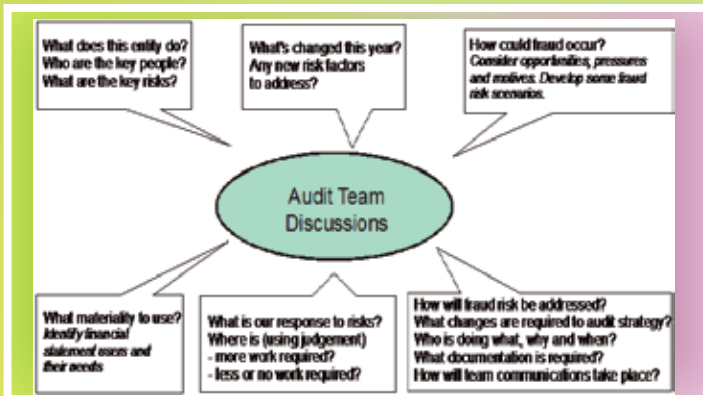 What does this entity do?
Who are the key people?
What are the key risks?
What's changed this year?
Any new risk factors
to address?
How could fraud occur?
Consider opportunities, pressures
and motives. Develop some fraud
risk scenarios.
Audit Team
Discussions
What materiality to use?
Identify financial
statement users and
their needs
What is our response to risks?
Where is (using judgement)
- more work required?
- less or no work required?
How will fraud risk be addressed?
What changes are required to audit strategy?
Who is doing what, why and when?
What documentation is required?
How will team communications take place?